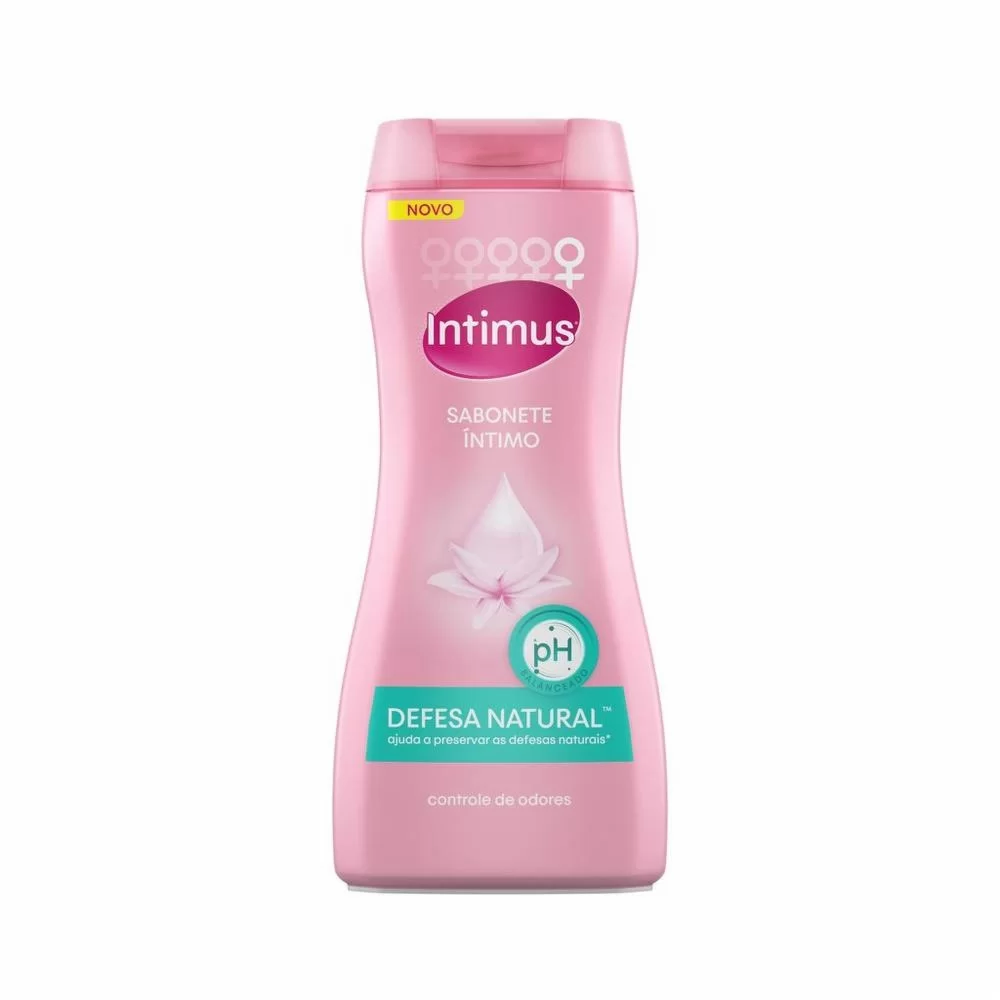 NOVO
Intimus
SABONETE
ÍNTIMO
pH
BALANCEADO
DEFESA NATURAL™
ajuda a preservar as defesas naturais*
controle de odores